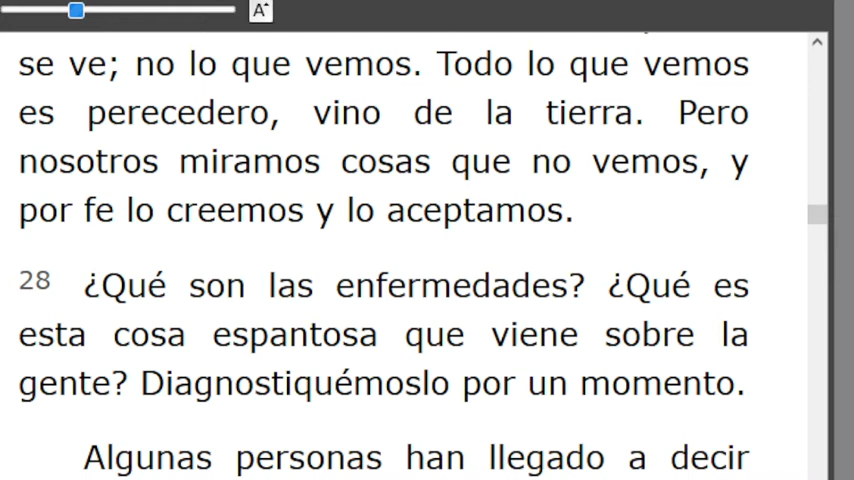 A
se ve; no lo que vemos. Todo lo que vemos
es perecedero, vino de la tierra. Pero
nosotros miramos cosas que no vemos, y
por fe lo creemos y lo aceptamos.
28 ¿Qué son las enfermedades? ¿Qué es
esta cosa espantosa que viene sobre la
gente? Diagnostiquémoslo por un momento.
Algunas personas han llegado a decir